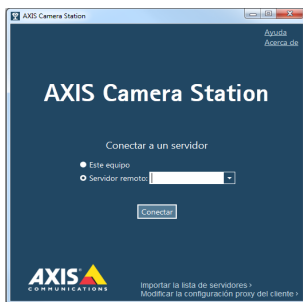 AXIS Camera Station
Ayuda
Acerca de
AXIS Camera Station
Conectar a un servidor
Este equipo
Servidor remoto:
Conectar
AXIS
COMMUNICATIONS
Importar la lista de servidores ›
Modificar la configuración proxy del cliente ›